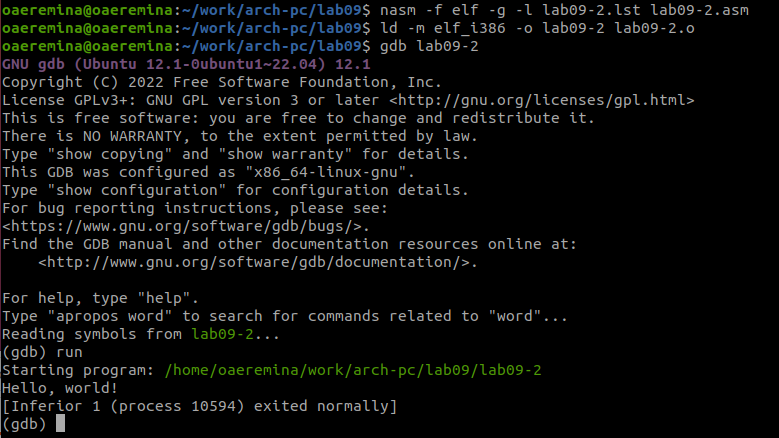 oaeremina@oaeremina:~/work/arch-pc/lab09$ nasm -f elf -g -l lab09-2.lst lab09-2.asm
oaeremina@oaeremina:~/work/arch-pc/lab09$ ld -m elf_i386 -o lab09-2 lab09-2.o
oaeremina@oaeremina:~/work/arch-pc/lab09$ gdb lab09-2
GNU gdb (Ubuntu 12.1-0ubuntu1~22.04) 12.1
Copyright (C) 2022 Free Software Foundation, Inc.
License GPLv3+: GNU GPL version 3 or later <http://gnu.org/licenses/gpl.html>
This is free software: you are free to change and redistribute it.
There is NO WARRANTY, to the extent permitted by law.
Type "show copying" and "show warranty" for details.
This GDB was configured as "x86_64-linux-gnu".
Type "show configuration" for configuration details.
For bug reporting instructions, please see:
<https://www.gnu.org/software/gdb/bugs/>.
Find the GDB manual and other documentation resources online at:
    <http://www.gnu.org/software/gdb/documentation/>.

For help, type "help".
Type "apropos word" to search for commands related to "word"...
Reading symbols from lab09-2...
(gdb) run
Starting program: /home/oaeremina/work/arch-pc/lab09/lab09-2
Hello, world!
[Inferior 1 (process 10594) exited normally]
(gdb)